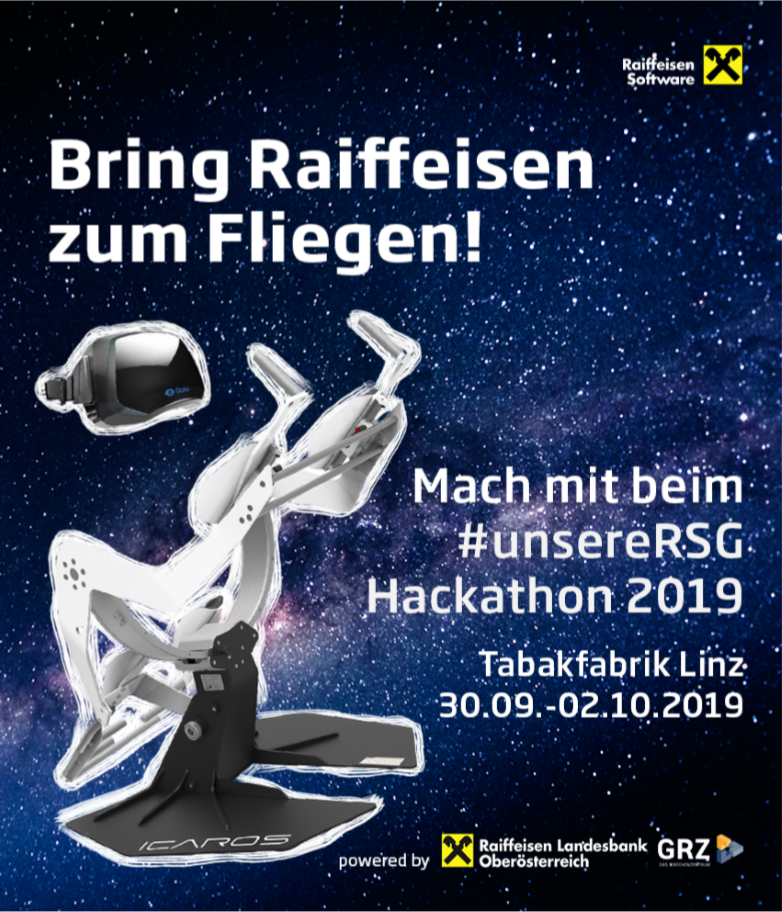 Raiffeisen
Software
Bring Raiffeisen
zum Fliegen!
Mach mit beim
#unsereRSG
Hackathon 2019
Tabakfabrik Linz
30.09.-02.10.2019
ICAROS
powered by
Raiffeisen Landesbank
Oberösterreich
GRZ